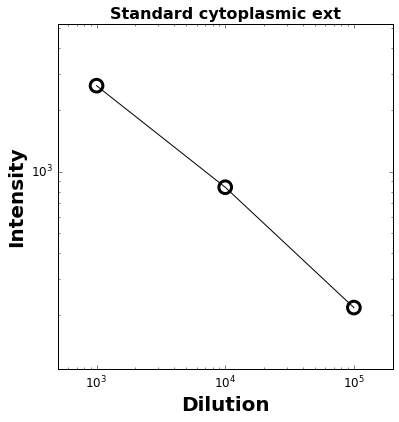 Standard cytoplasmic ext
Intensity
10³
10³ 10⁴ 10⁵
Dilution